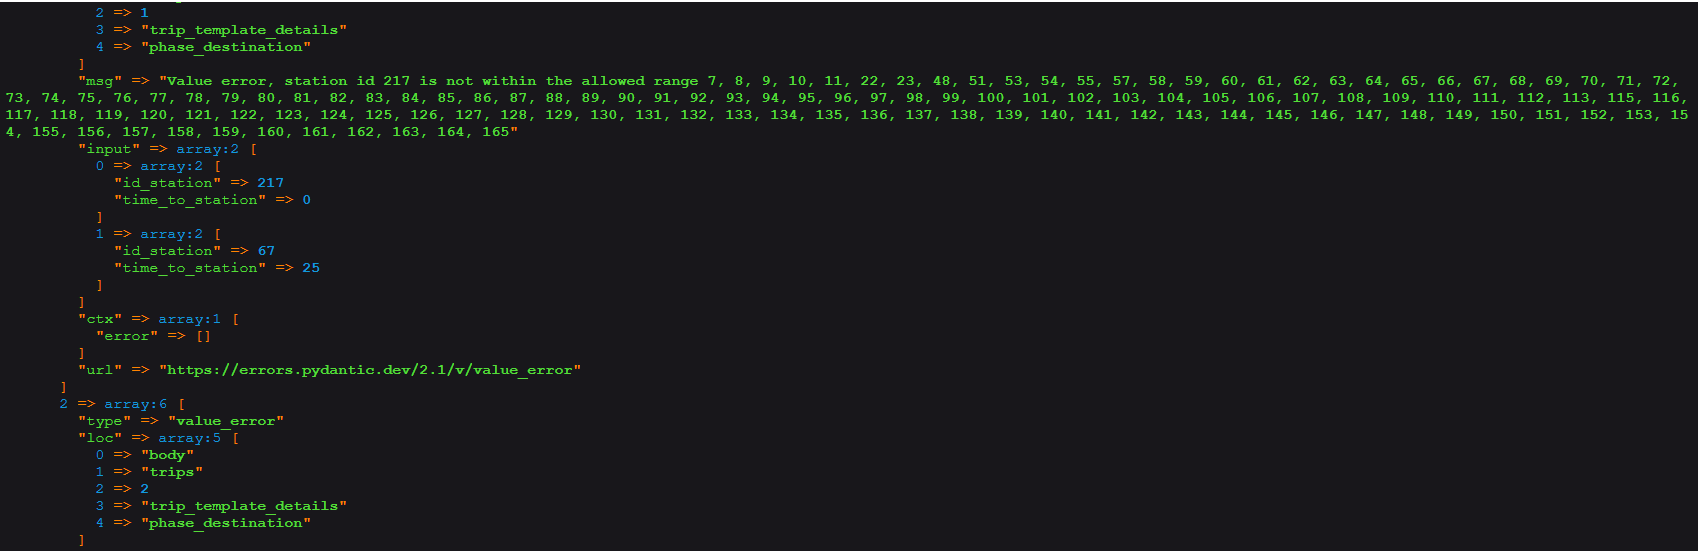 2 => 1
3 => "trip_template_details"
4 => "phase_destination"
]
"msg" => "Value error, station id 217 is not within the allowed range 7, 8, 9, 10, 11, 22, 23, 48, 51, 53, 54, 55, 57, 58, 59, 60, 61, 62, 63, 64, 65, 66, 67, 68, 69, 70, 71, 72,
73, 74, 75, 76, 77, 78, 79, 80, 81, 82, 83, 84, 85, 86, 87, 88, 89, 90, 91, 92, 93, 94, 95, 96, 97, 98, 99, 100, 101, 102, 103, 104, 105, 106, 107, 108, 109, 110, 111, 112, 113, 115, 116,
117, 118, 119, 120, 121, 122, 123, 124, 125, 126, 127, 128, 129, 130, 131, 132, 133, 134, 135, 136, 137, 138, 139, 140, 141, 142, 143, 144, 145, 146, 147, 148, 149, 150, 151, 152, 153, 15
4, 155, 156, 157, 158, 159, 160, 161, 162, 163, 164, 165"
"input" => array:2 [
0 => array:2 [
"id_station" => 217
"time_to_station" => 0
]
1 => array:2 [
"id_station" => 67
"time_to_station" => 25
]
]
"ctx" => array:1 [
"error" => []
]
"url" => "https://errors.pydantic.dev/2.1/v/value_error"
]
2 => array:6 [
"type" => "value_error"
"loc" => array:5 [
0 => "body"
1 => "trips"
2 => 2
3 => "trip_template_details"
4 => "phase_destination"
]